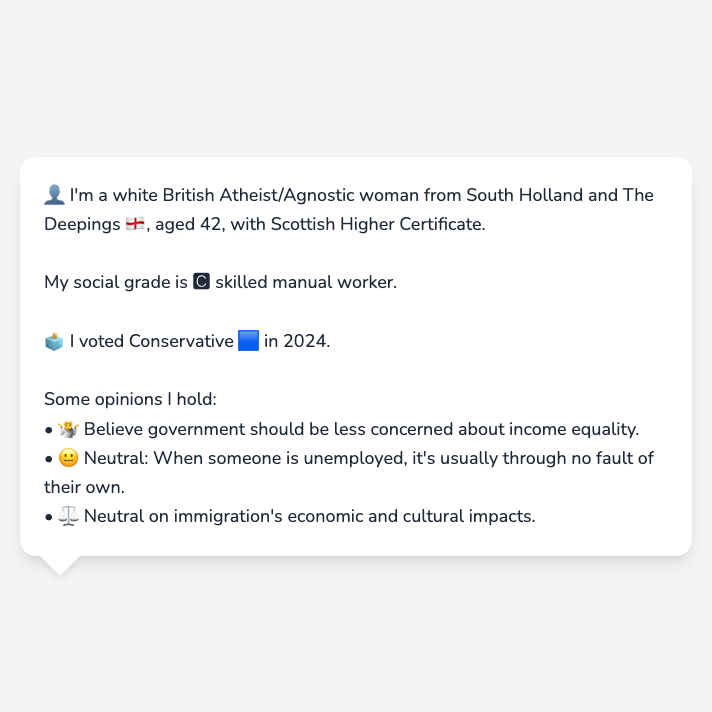 👤 I'm a white British Atheist/Agnostic woman from South Holland and The
Deepings 🏴󠁧󠁢󠁥󠁮󠁧󠁿, aged 42, with Scottish Higher Certificate.
My social grade is 🅲 skilled manual worker.
🗳️ I voted Conservative 🟦 in 2024.
Some opinions I hold:
• 🤷 Believe government should be less concerned about income equality.
• 😐 Neutral: When someone is unemployed, it's usually through no fault of
their own.
• ⚖️ Neutral on immigration's economic and cultural impacts.